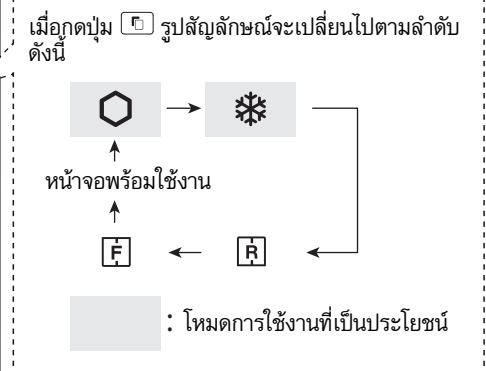 เมื่อกดปุ่ม รูปสัญลักษณ์จะเปลี่ยนไปตามลำดับ
ดังนี้
หน้าจอพร้อมใช้งาน
F R
: โหมดการใช้งานที่เป็นประโยชน์